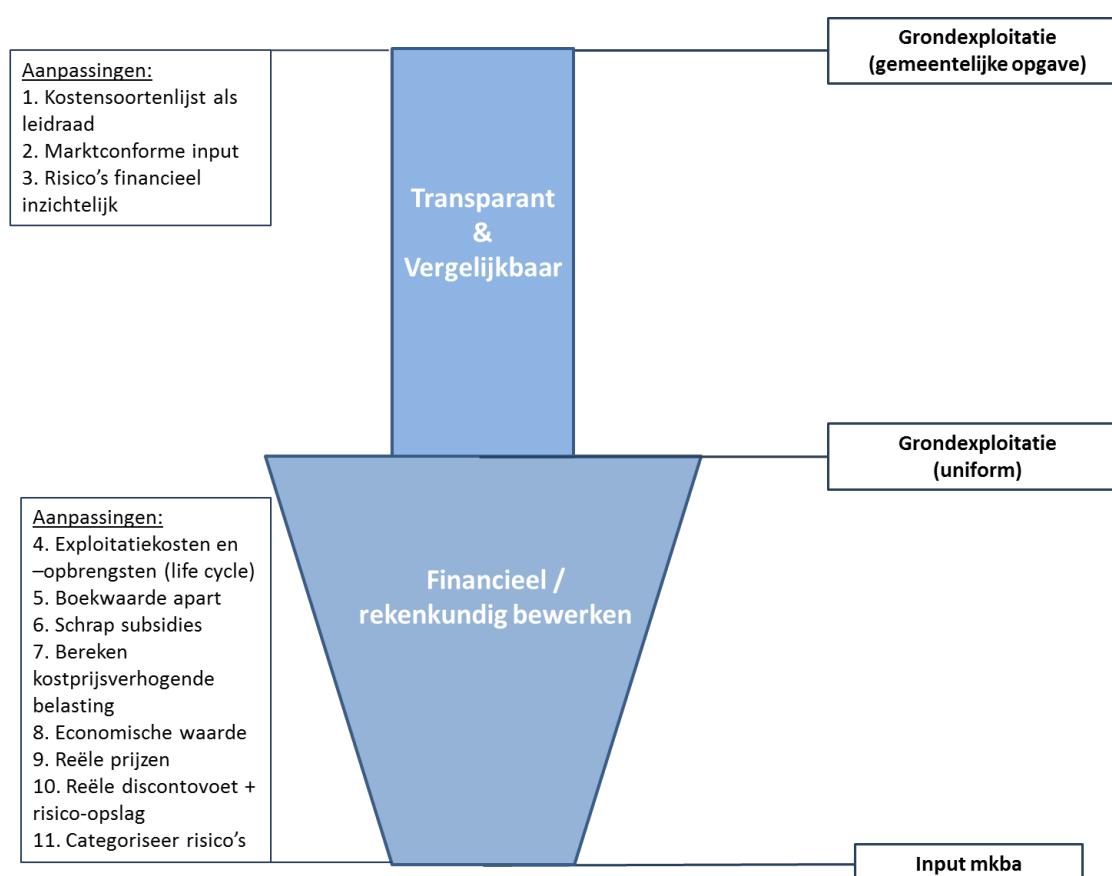 Grondexploitatie
(gemeentelijke opgave)
Aanpassingen:
1. Kostensoortenlijst als
leidraad
2. Marktconforme input
3. Risico's financieel
inzichtelijk
Transparant
&
Vergelijkbaar
Grondexploitatie
(uniform)
Aanpassingen:
4. Exploitatiekosten en
–opbrengsten (life cycle)
5. Boekwaarde apart
6. Schrap subsidies
7. Bereken
kostprijsverhogende
belasting
8. Economische waarde
9. Reële prijzen
10. Reële discontovoet +
risico-opslag
11. Categoriseer risico's
Financieel /
rekenkundig bewerken
Input mkba